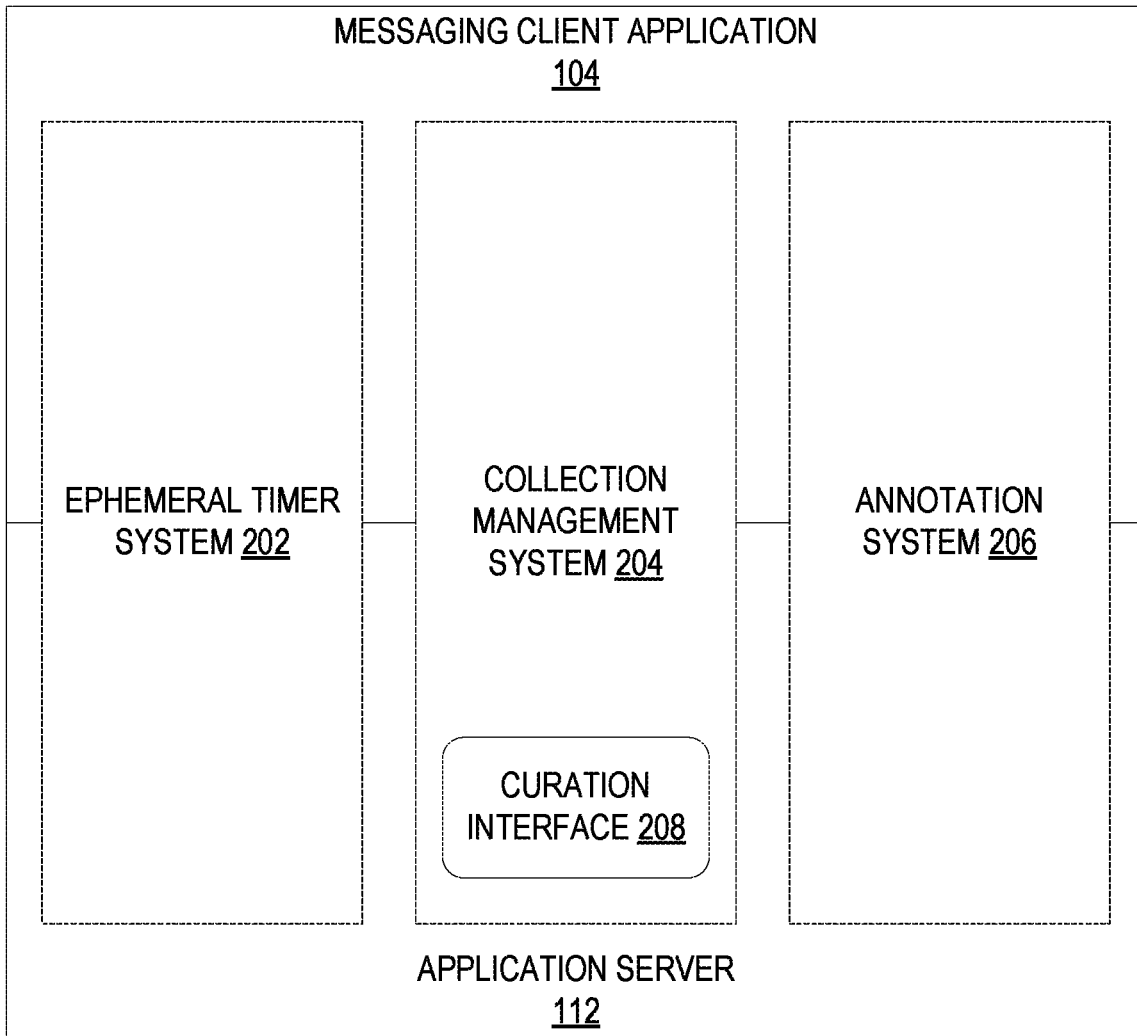 MESSAGING CLIENT APPLICATION
104
EPHEMERAL TIMER
SYSTEM 202
COLLECTION
MANAGEMENT
SYSTEM 204
CURATION
INTERFACE 208
ANNOTATION
SYSTEM 206
APPLICATION SERVER
112